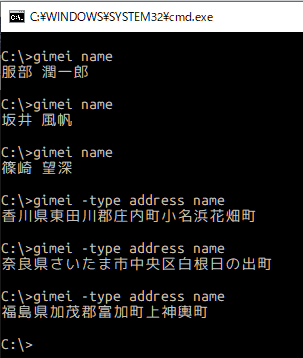 C:¥WINDOWS¥SYSTEM32¥cmd.exe
C:\>gimei name
服部 潤一郎
C:\>gimei name
坂井 風帆
C:\>gimei name
篠崎 望深
C:\>gimei -type address name
香川県東田川郡庄内町小名浜花畑町
C:\>gimei -type address name
奈良県さいたま市中央区白根日の出町
C:\>gimei -type address name
福島県加茂郡富加町上神輿町
C:\>